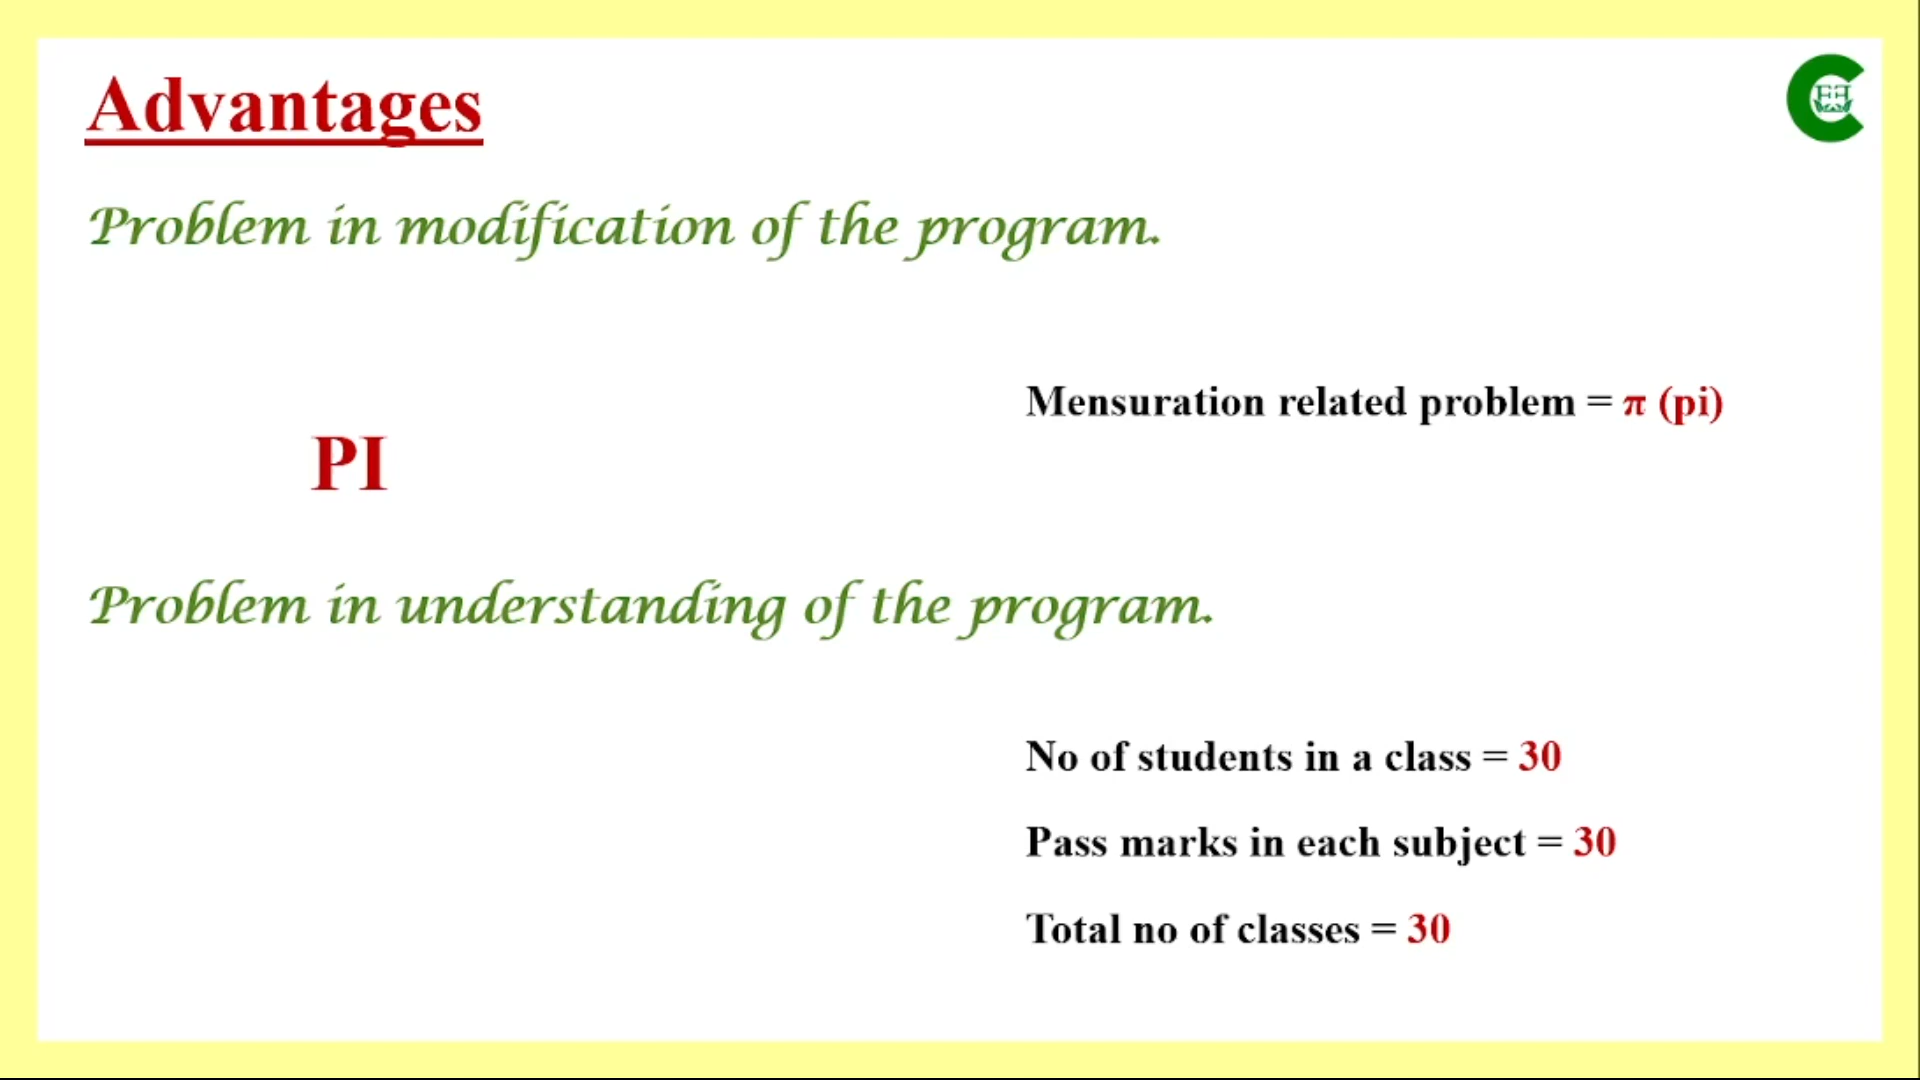 Advantages
Problem in modification of the program.
Mensuration related problem = π (pi)
PI
Problem in understanding of the program.
No of students in a class = 30
Pass marks in each subject = 30
Total no of classes = 30